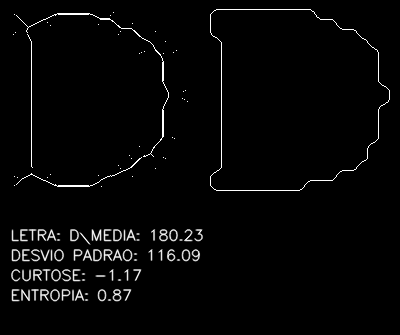 LETRA: D\MEDIA: 180.23
DESVIO PADRAO: 116.09
CURTOSE: -1.17
ENTROPIA: 0.87